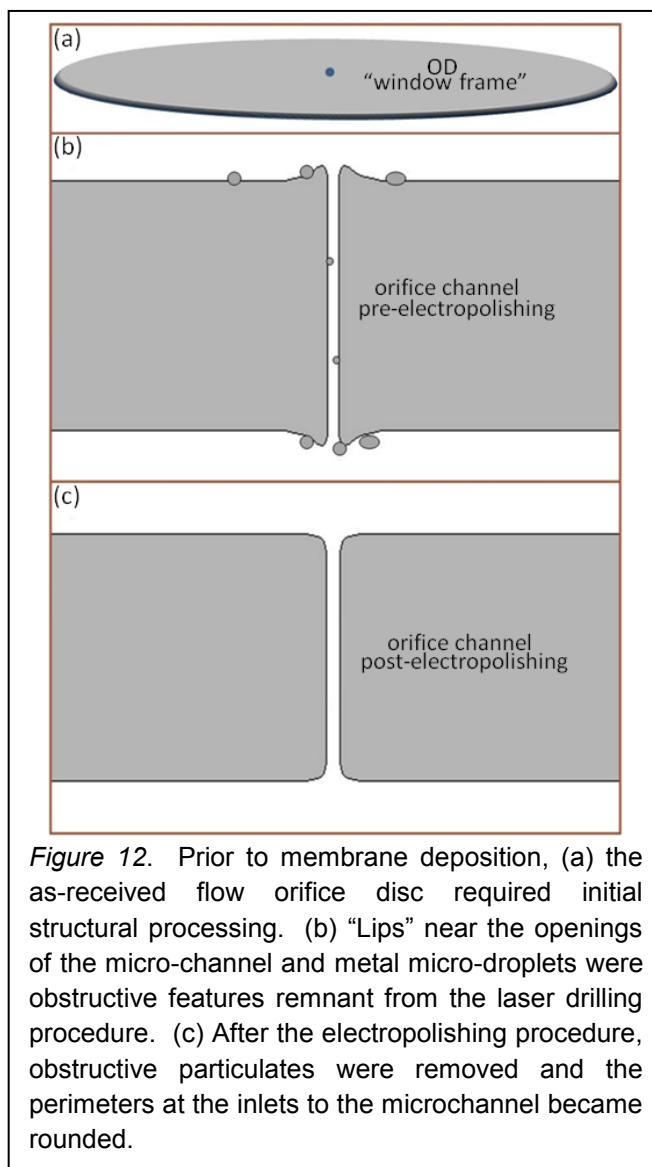 (a)
OD
“window frame”
(b)
orifice channel
pre-electropolishing
(c)
orifice channel
post-electropolishing
Figure 12. Prior to membrane deposition, (a) the
as-received flow orifice disc required initial
structural processing. (b) “Lips” near the openings
of the micro-channel and metal micro-droplets were
obstructive features remnant from the laser drilling
procedure. (c) After the electropolishing procedure,
obstructive particulates were removed and the
perimeters at the inlets to the microchannel became
rounded.